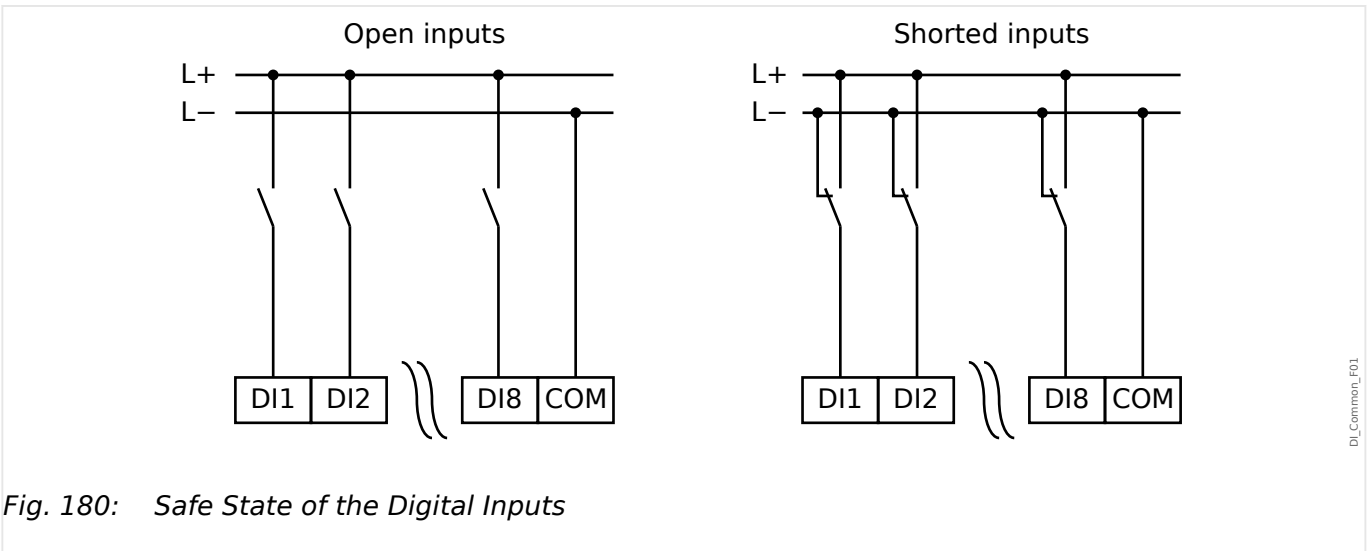 Open inputs
Shorted inputs
L+
L−
L+
L−
DI1 DI2 DI8 COM
DI1 DI2 DI8 COM
DI_Common_F01
Fig. 180: Safe State of the Digital Inputs